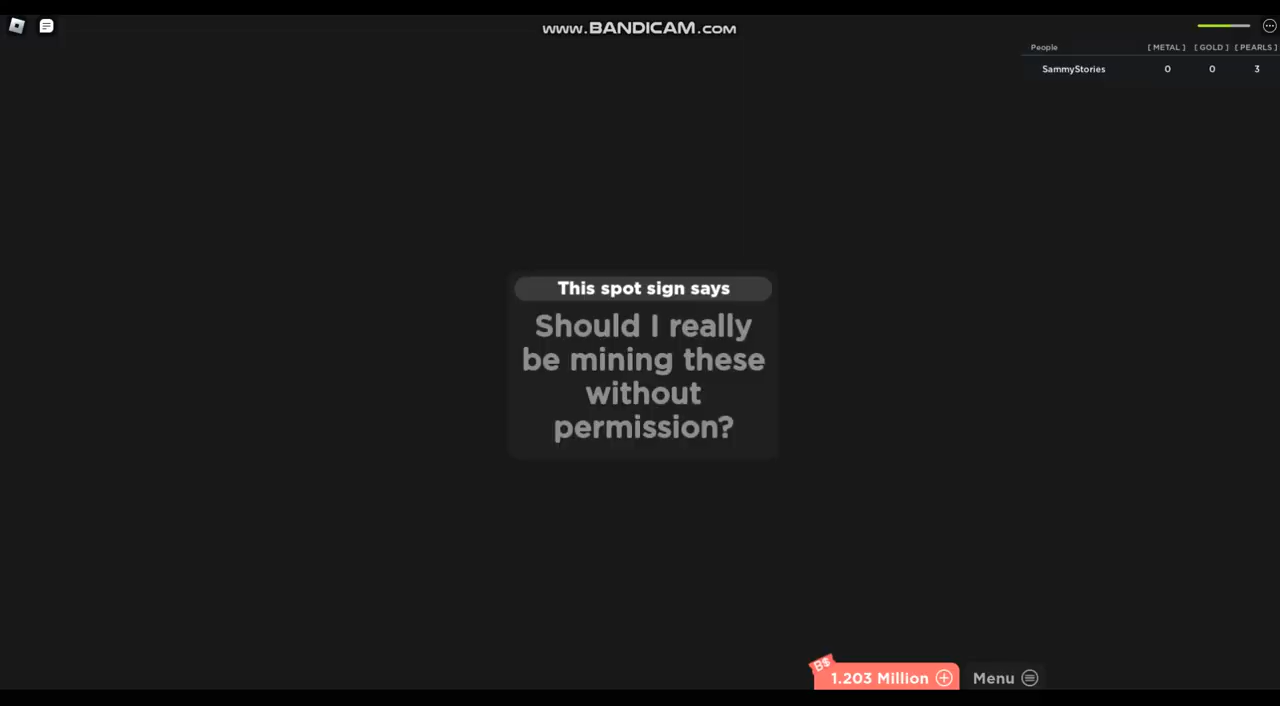 www.BANDICAM.com
People [ METAL ] [ GOLD ] [ PEARLS ]
SammyStories 0 0 3
This spot sign says
Should I really
be mining these
without
permission?
B$
1.203 Million
Menu